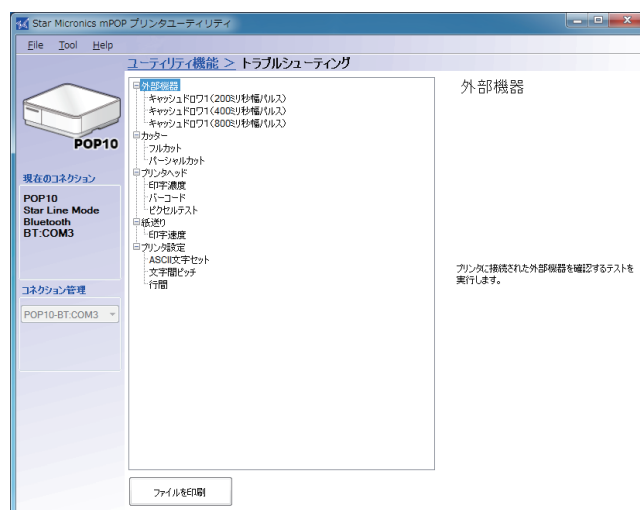 Star Micronics mPOP プリンタユーティリティ
File Tool Help
ユーティリティ機能 > トラブルシューティング
POP10
現在のコネクション
POP10
Star Line Mode
Bluetooth
BT:COM3
コネクション管理
POP10-BT:COM3
外部機器
キャッシュドロワ1(200ミリ秒幅パルス)
キャッシュドロワ1(400ミリ秒幅パルス)
キャッシュドロワ1(800ミリ秒幅パルス)
カッター
フルカット
パーシャルカット
プリンタヘッド
印字濃度
バーコード
ピクセルテスト
紙送り
印字速度
プリンタ設定
ASCII文字セット
文字間ピッチ
行間
ファイルを印刷
外部機器
プリンタに接続された外部機器を確認するテストを
実行します。